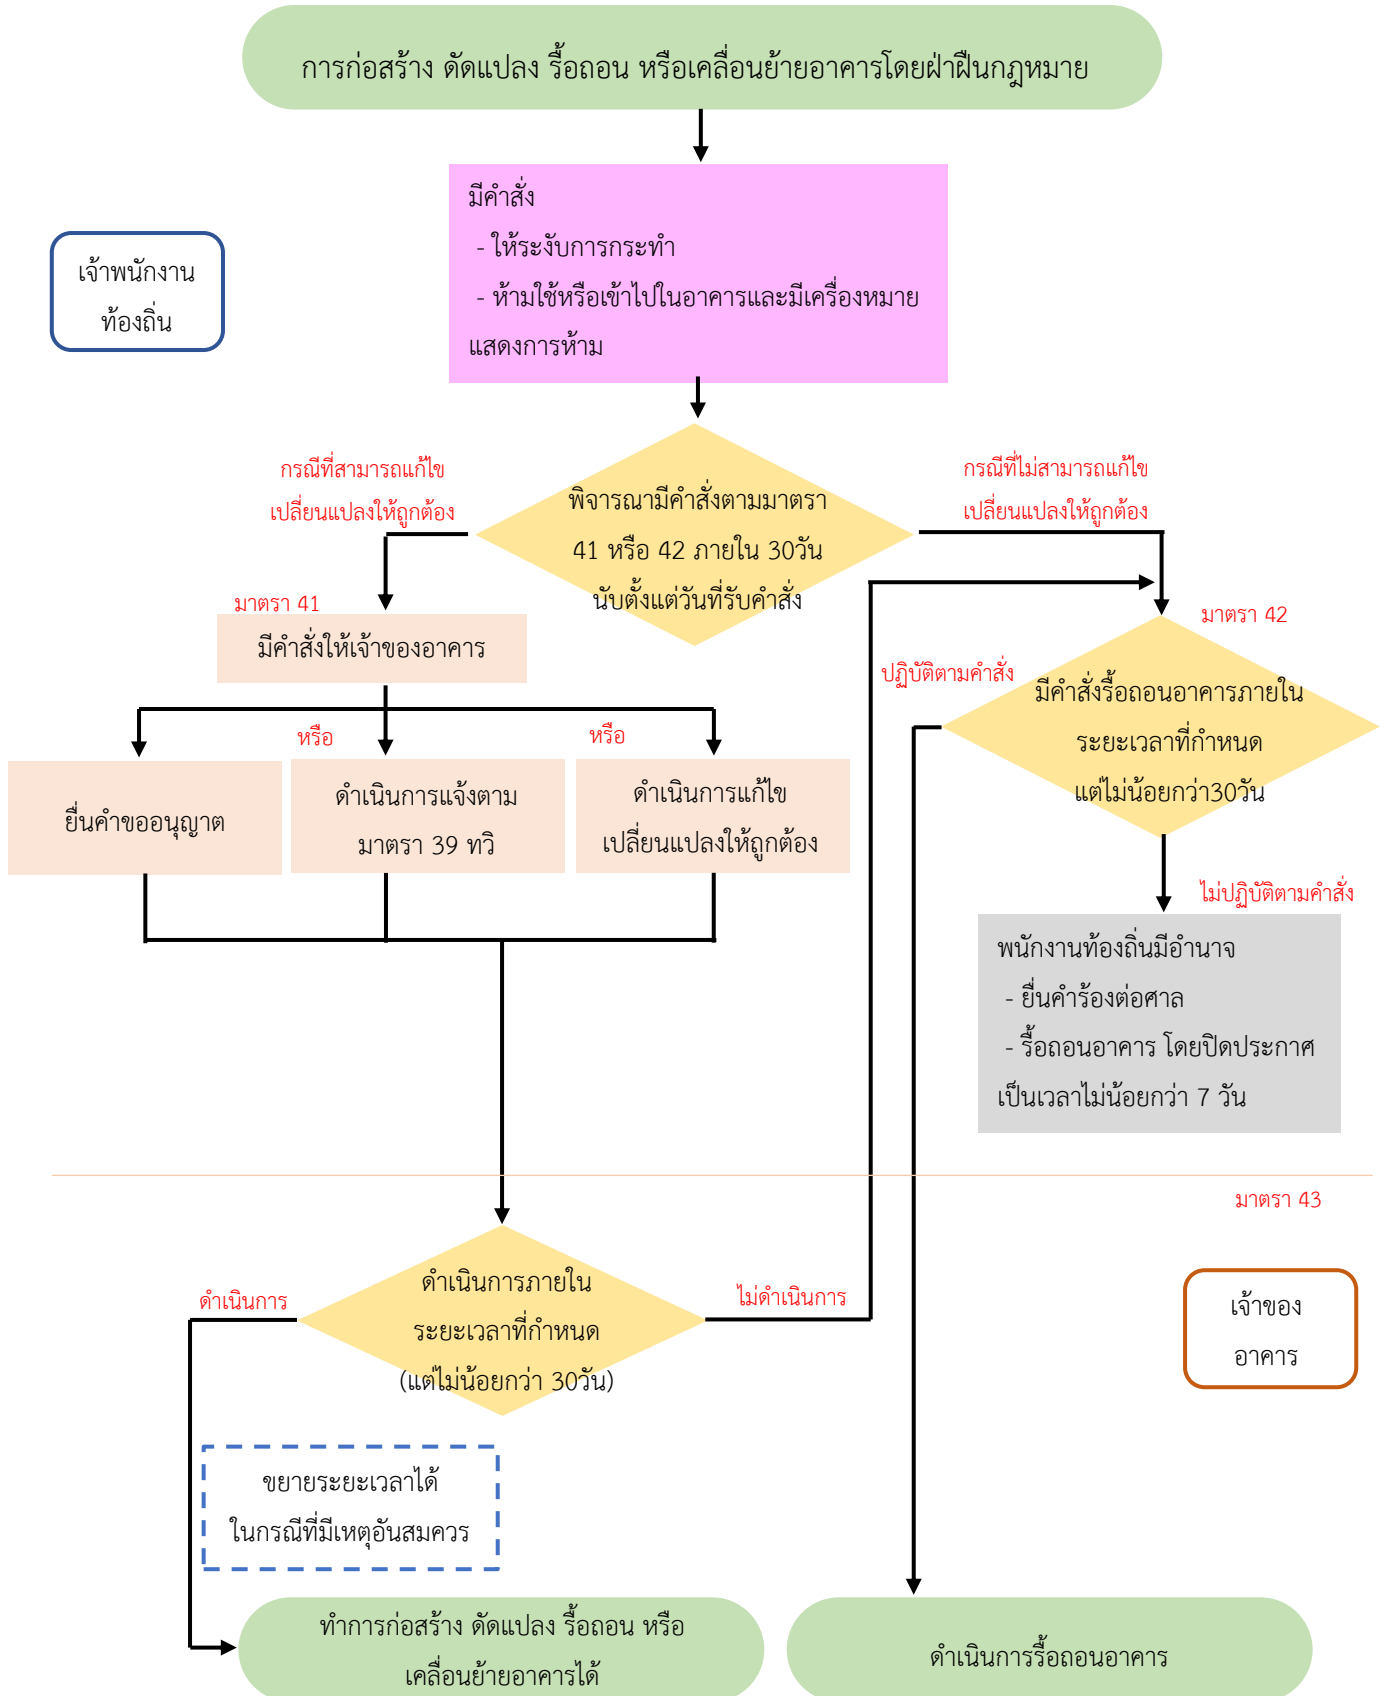 การก่อสร้าง ดัดแปลง รื้อถอน หรือเคลื่อนย้ายอาคารโดยฝ่าฝืนกฎหมาย
มีคำสั่ง
- ให้ระงับการกระทำ
- ห้ามใช้หรือเข้าไปในอาคารและมีเครื่องหมาย
แสดงการห้าม
เจ้าพนักงาน
ท้องถิ่น
กรณีที่สามารถแก้ไข
เปลี่ยนแปลงให้ถูกต้อง
พิจารณามีคำสั่งตามมาตรา
41 หรือ 42 ภายใน 30วัน
นับตั้งแต่วันที่รับคำสั่ง
กรณีที่ไม่สามารถแก้ไข
เปลี่ยนแปลงให้ถูกต้อง
มาตรา 41
มีคำสั่งให้เจ้าของอาคาร
มาตรา 42
ปฏิบัติตามคำสั่ง
มีคำสั่งรื้อถอนอาคารภายใน
ระยะเวลาที่กำหนด
แต่ไม่น้อยกว่า30วัน
หรือ
หรือ
ยื่นคำขออนุญาต
ดำเนินการแจ้งตาม
มาตรา 39 ทวิ
ดำเนินการแก้ไข
เปลี่ยนแปลงให้ถูกต้อง
ไม่ปฏิบัติตามคำสั่ง
พนักงานท้องถิ่นมีอำนาจ
- ยื่นคำร้องต่อศาล
- รื้อถอนอาคาร โดยปิดประกาศ
เป็นเวลาไม่น้อยกว่า 7 วัน
มาตรา 43
ดำเนินการ
ดำเนินการภายใน
ระยะเวลาที่กำหนด
(แต่ไม่น้อยกว่า 30วัน)
ไม่ดำเนินการ
เจ้าของ
อาคาร
ขยายระยะเวลาได้
ในกรณีที่มีเหตุอันสมควร
ทำการก่อสร้าง ดัดแปลง รื้อถอน หรือ
เคลื่อนย้ายอาคารได้
ดำเนินการรื้อถอนอาคาร